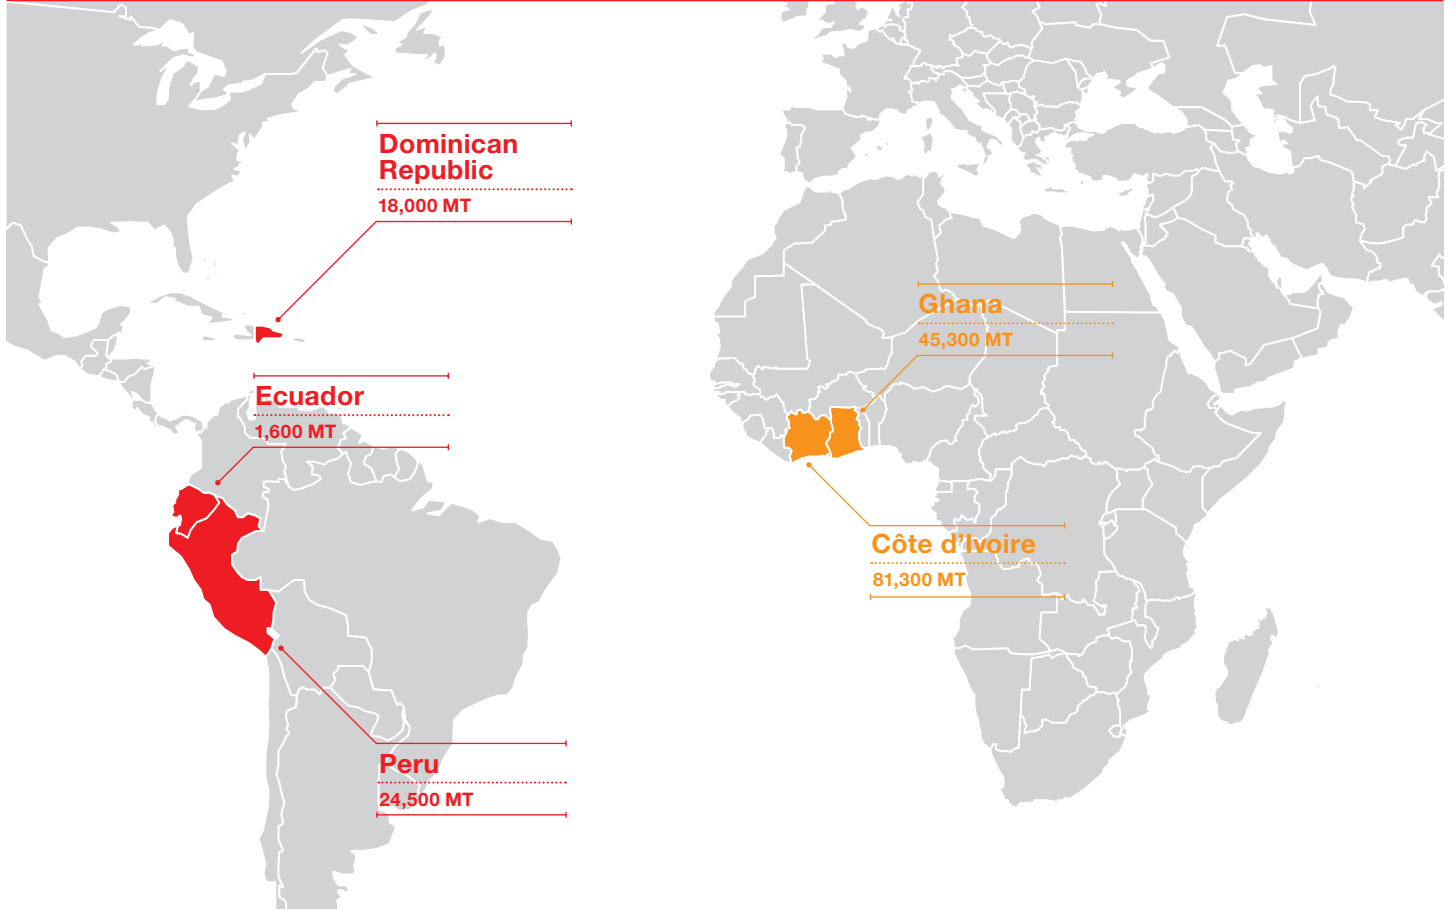 Dominican
Republic
18,000 MT
Ghana
45,300 MT
Ecuador
1,600 MT
Côte d'Ivoire
81,300 MT
Peru
24,500 MT